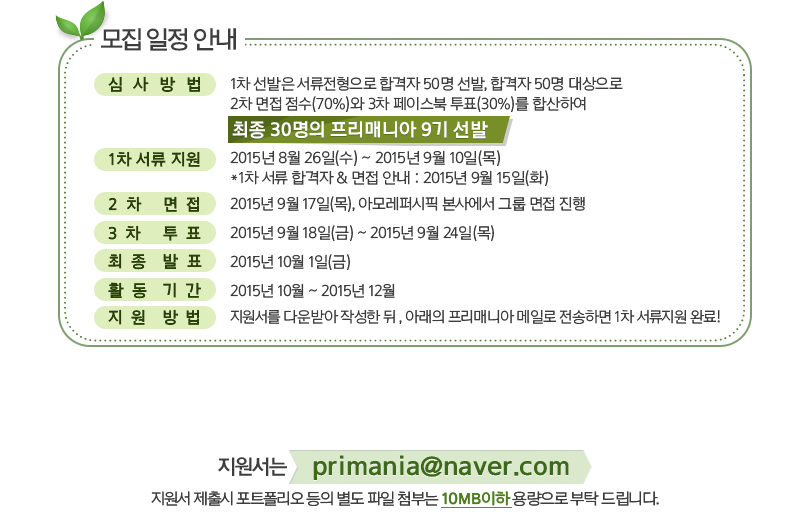 모집 일정 안내
심 사 방 법 1차 선발은 서류전형으로 합격자 50명 선발, 합격자 50명 대상으로
2차 면접 점수(70%)와 3차 페이스북 투표(30%)를 합산하여
최종 30명의 프리매니아 9기 선발
1차 서류 지원 2015년 8월 26일(수) ~ 2015년 9월 10일(목)
*1차 서류 합격자 & 면접 안내 : 2015년 9월 15일(화)
2 차 면 접 2015년 9월 17일(목), 아모레퍼시픽 본사에서 그룹 면접 진행
3 차 투 표 2015년 9월 18일(금) ~ 2015년 9월 24일(목)
최 종 발 표 2015년 10월 1일(금)
활 동 기 간 2015년 10월 ~ 2015년 12월
지 원 방 법 지원서를 다운받아 작성한 뒤 , 아래의 프리매니아 메일로 전송하면 1차 서류지원 완료!
지원서는 primania@naver.com
지원서 제출시 포트폴리오 등의 별도 파일 첨부는 10MB이하 용량으로 부탁 드립니다.